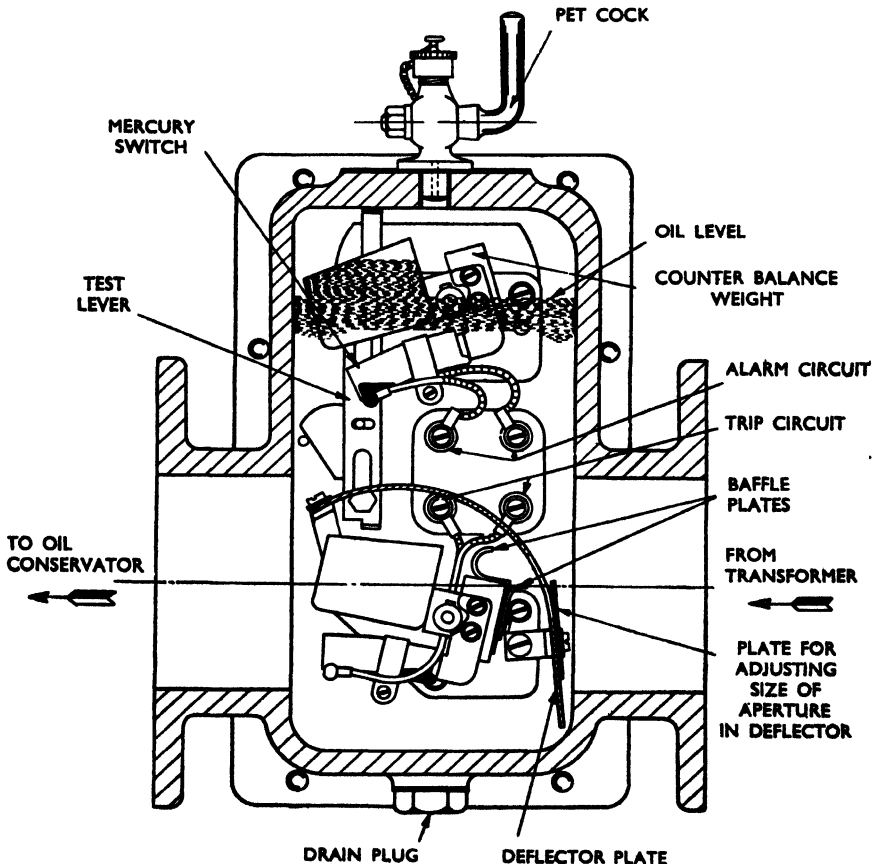 PET COCK
MERCURY
SWITCH
OIL LEVEL
TEST
LEVER
COUNTER BALANCE
WEIGHT
ALARM CIRCUIT
TRIP CIRCUIT
BAFFLE
PLATES
TO OIL
CONSERVATOR
FROM
TRANSFORMER
PLATE FOR
ADJUSTING
SIZE OF
APERTURE
IN DEFLECTOR
DRAIN PLUG
DEFLECTOR PLATE